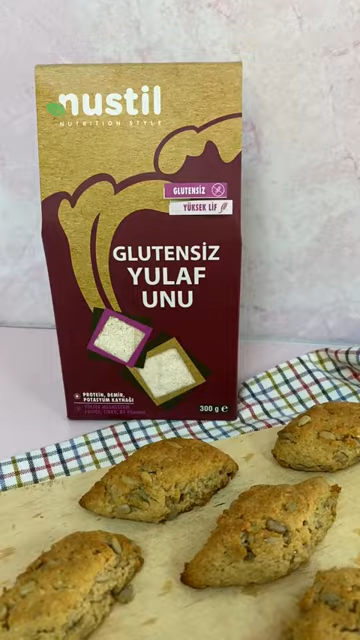 nustil
NUTRITION STYLE
GLUTENSİZ
YÜKSEK LİF
GLUTENSİZ
YULAF
UNU
PROTEİN, DEMİR,
POTASYUM KAYNAĞI
300 g e